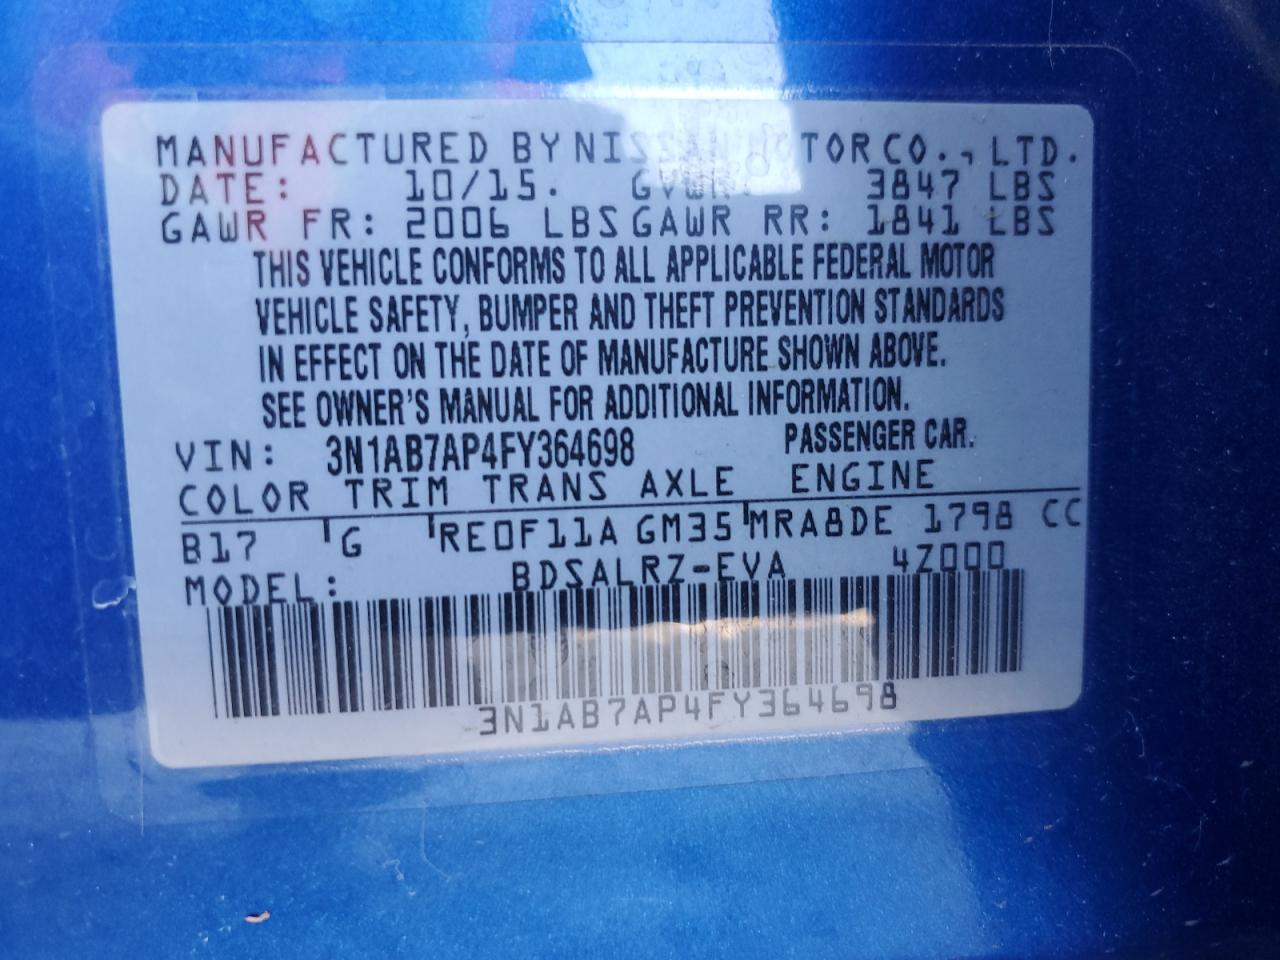 MANUFACTURED BY NISSAN MOTOR CO., LTD.
DATE: 10/15. GVWR: 3847 LBS
GAWR FR: 2006 LBS GAWR RR: 1841 LBS
THIS VEHICLE CONFORMS TO ALL APPLICABLE FEDERAL MOTOR
VEHICLE SAFETY, BUMPER AND THEFT PREVENTION STANDARDS
IN EFFECT ON THE DATE OF MANUFACTURE SHOWN ABOVE.
SEE OWNER'S MANUAL FOR ADDITIONAL INFORMATION.
VIN: 3N1AB7AP4FY364698 PASSENGER CAR.
COLOR TRIM TRANS AXLE ENGINE
B17 G RE0F11A GM35 MRA8DE 1798 CC
MODEL: BDSALRZ-EVA 4Z000
3N1AB7AP4FY364698